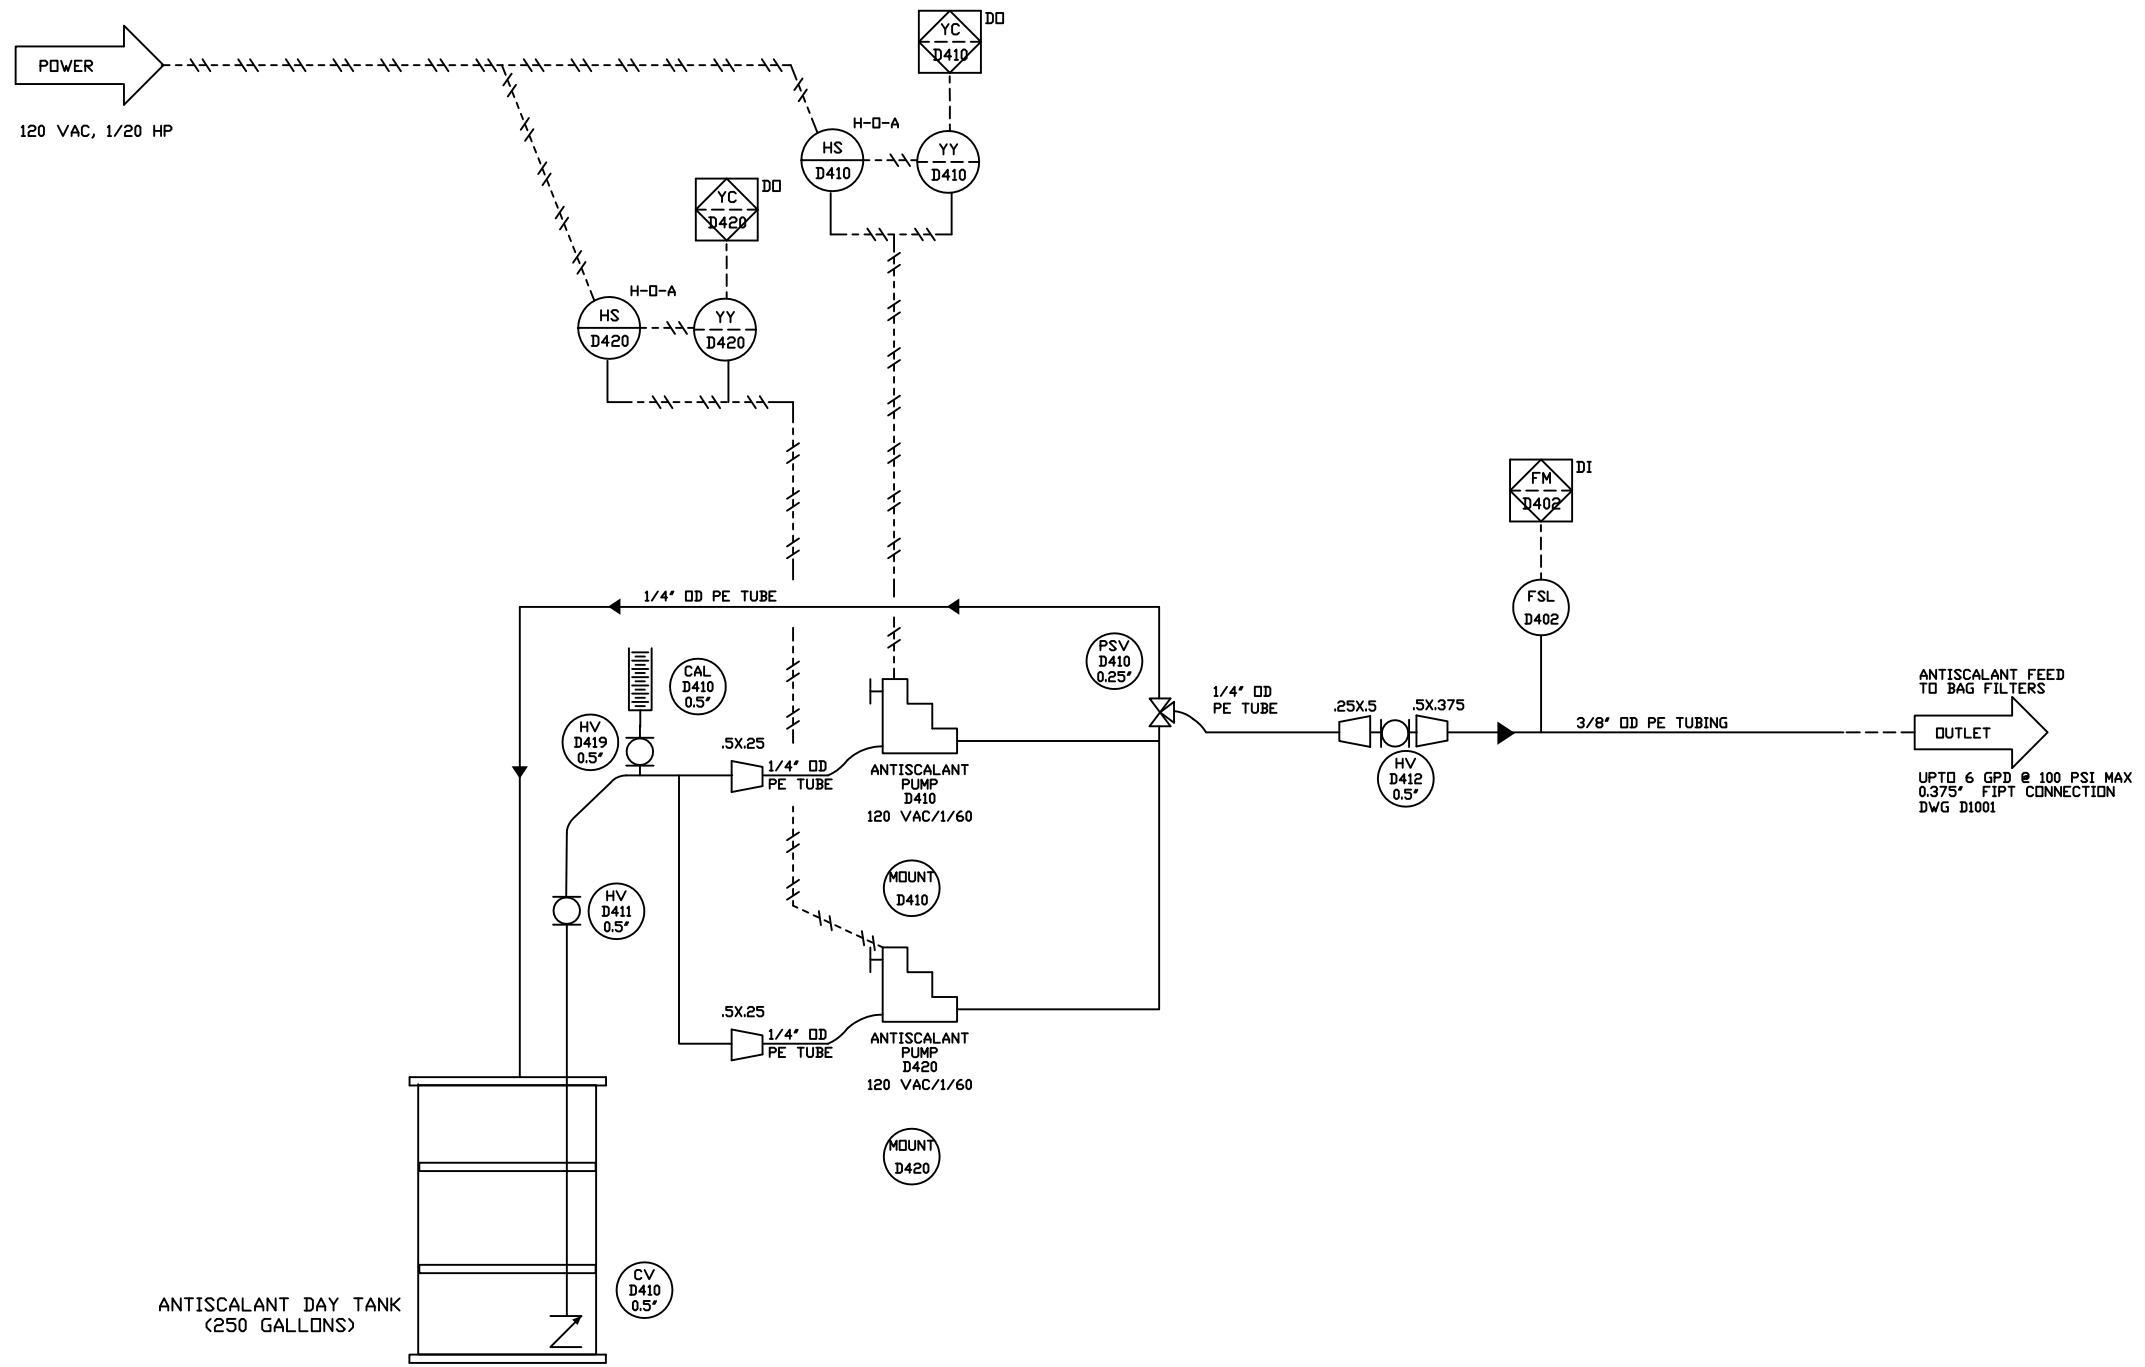 YC
D410
DO
POWER
120 VAC, 1/20 HP
H-O-A
HS
D410
YY
D410
YC
D420
DO
H-O-A
HS
D420
YY
D420
FM
D402
DI
FSL
D402
1/4" OD PE TUBE
PSV
D410
0.25"
CAL
D410
0.5"
HV
D419
0.5"
.5X.25
1/4" OD
PE TUBE
ANTISCALANT
PUMP
D410
120 VAC/1/60
1/4" OD
PE TUBE
.25X.5
.5X.375
HV
D412
0.5"
3/8" OD PE TUBING
ANTISCALANT FEED
TO BAG FILTERS
OUTLET
UPTO 6 GPD @ 100 PSI MAX
0.375" FIPT CONNECTION
DWG D1001
MOUNT
D410
HV
D411
0.5"
.5X.25
1/4" OD
PE TUBE
ANTISCALANT
PUMP
D420
120 VAC/1/60
MOUNT
D420
CV
D410
0.5"
ANTISCALANT DAY TANK
(250 GALLONS)